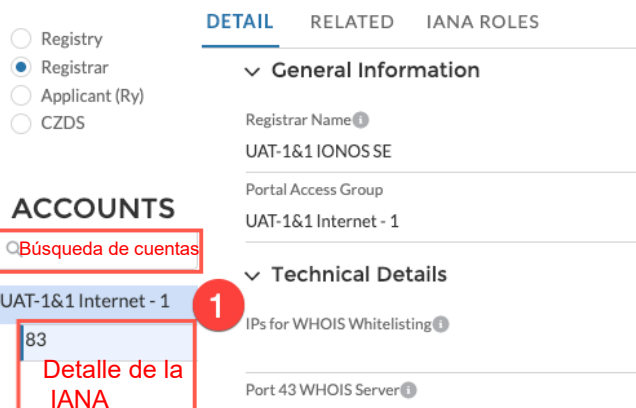 Registry
Registrar
Applicant (Ry)
CZDS
ACCOUNTS
Búsqueda de cuentas
UAT-1&1 Internet - 1
1
83
Detalle de la
IANA
DETAIL RELATED IANA ROLES
General Information
Registrar Name
UAT-1&1 IONOS SE
Portal Access Group
UAT-1&1 Internet - 1
Technical Details
IPs for WHOIS Whitelisting
Port 43 WHOIS Server